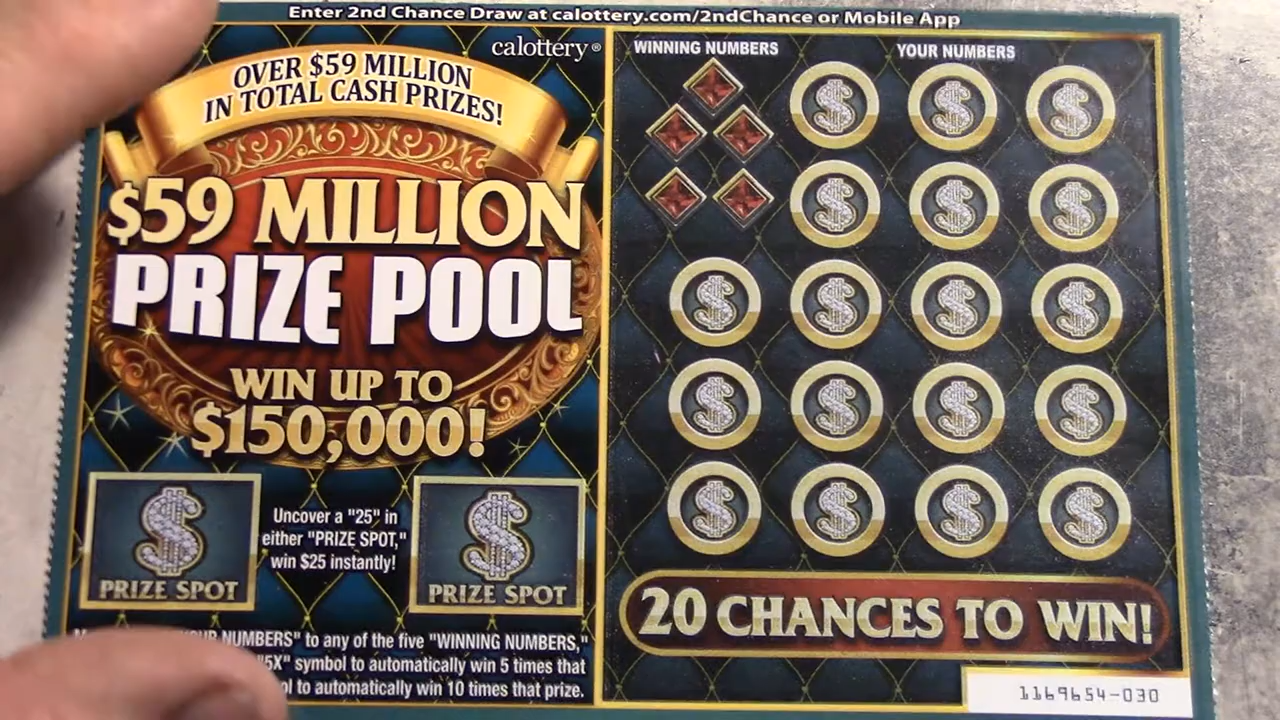 Enter 2nd Chance Draw at calottery.com/2ndChance or Mobile App
calottery®
OVER $59 MILLION
IN TOTAL CASH PRIZES!
$59 MILLION
PRIZE POOL
WIN UP TO
$150,000!
PRIZE SPOT
Uncover a "25" in
either "PRIZE SPOT,"
win $25 instantly!
PRIZE SPOT
NUMBERS" to any of the five "WINNING NUMBERS,"
"5X" symbol to automatically win 5 times that
to automatically win 10 times that prize.
WINNING NUMBERS
YOUR NUMBERS
20 CHANCES TO WIN!
1169654-030